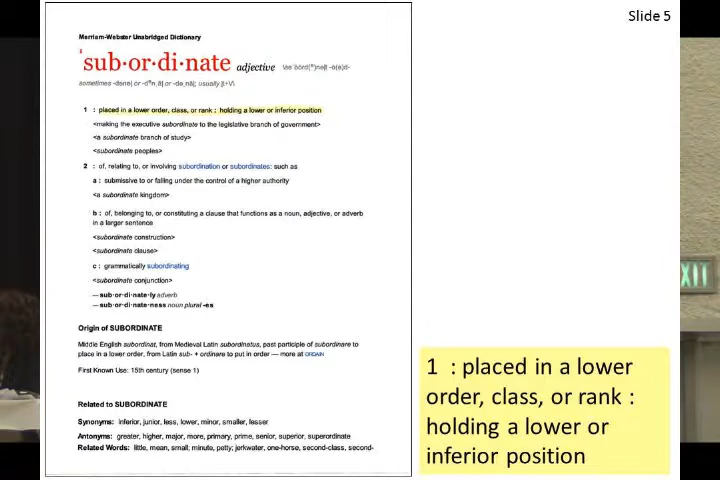 Slide 5
Merriam-Webster Unabridged Dictionary
ˈsub·or·di·nate adjective
sometimes
usually
1 : placed in a lower order, class, or rank : holding a lower or inferior position
<making the executive subordinate to the legislative branch of government>
<a subordinate branch of study>
<subordinate peoples>
2 : of, relating to, or involving subordination or subordinates: such as
a : submissive to or falling under the control of a higher authority
<a subordinate kingdom>
b : of, belonging to, or constituting a clause that functions as a noun, adjective, or adverb
in a larger sentence
<subordinate construction>
<subordinate clause>
c : grammatically subordinating
<subordinate conjunction>
— sub·or·di·nate·ly adverb
— sub·or·di·nate·ness noun plural -es
Origin of SUBORDINATE
Middle English subordinat, from Medieval Latin subordinatus, past participle of subordinare to
place in a lower order, from Latin sub- + ordinare to put in order — more at ORDAIN
First Known Use: 15th century (sense 1)
Related to SUBORDINATE
Synonyms: inferior, junior, less, lower, minor, smaller, lesser
Antonyms: greater, higher, major, more, primary, prime, senior, superior, superordinate
Related Words: little, mean, small; minute, petty; jerkwater, one-horse, second-class, second-
1 : placed in a lower
order, class, or rank :
holding a lower or
inferior position
XIT